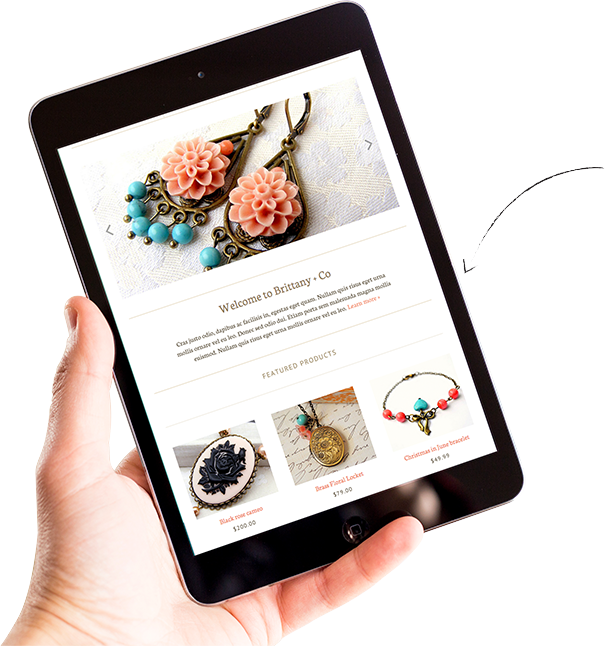 Welcome to Brittany + Co
Cras justo odio, dapibus ac facilisis in, egestas eget quam. Nullam quis risus eget urna
mollis ornare vel eu leo. Donec sed odio dui. Etiam porta sem malesuada magna mollis
euismod. Nullam quis risus eget urna mollis ornare vel eu leo. Learn more »
FEATURED PRODUCTS
Black rose cameo
$200.00
Brass Floral Locket
$79.00
Christmas in June bracelet
$49.99